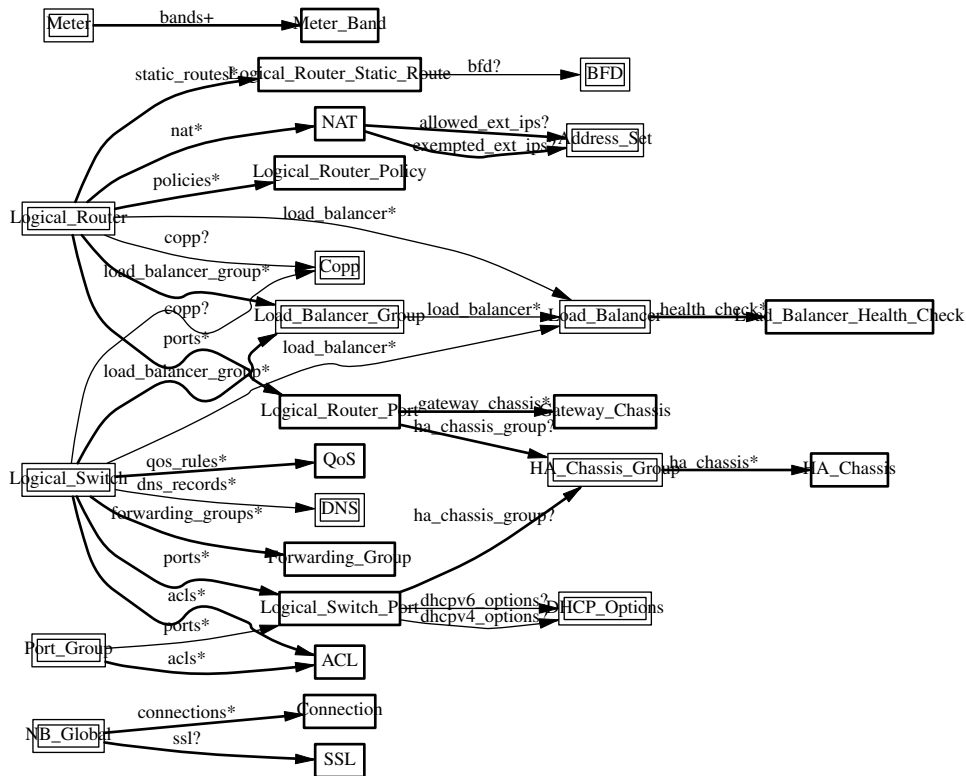 bands+
Meter
Meter_Band
static_routes*
Logical_Router_Static_Route
bfd?
BFD
nat*
NAT
allowed_ext_ips?
exempted_ext_ips?
Address_Set
policies*
Logical_Router_Policy
Logical_Router
load_balancer*
copp?
Copp
load_balancer_group*
copp?
Load_Balancer_Group
load_balancer*
Load_Balancer
health_check*
Load_Balancer_Health_Check
ports*
load_balancer*
load_balancer_group*
Logical_Router_Port
gateway_chassis*
Gateway_Chassis
ha_chassis_group?
qos_rules*
QoS
HA_Chassis_Group
ha_chassis*
HA_Chassis
Logical_Switch
dns_records*
DNS
forwarding_groups*
ha_chassis_group?
ports*
Forwarding_Group
acls*
Logical_Switch_Port
dhcpv6_options?
dhcpv4_options?
DHCP_Options
ports*
Port_Group
acls*
ACL
connections*
Connection
NB_Global
ssl?
SSL